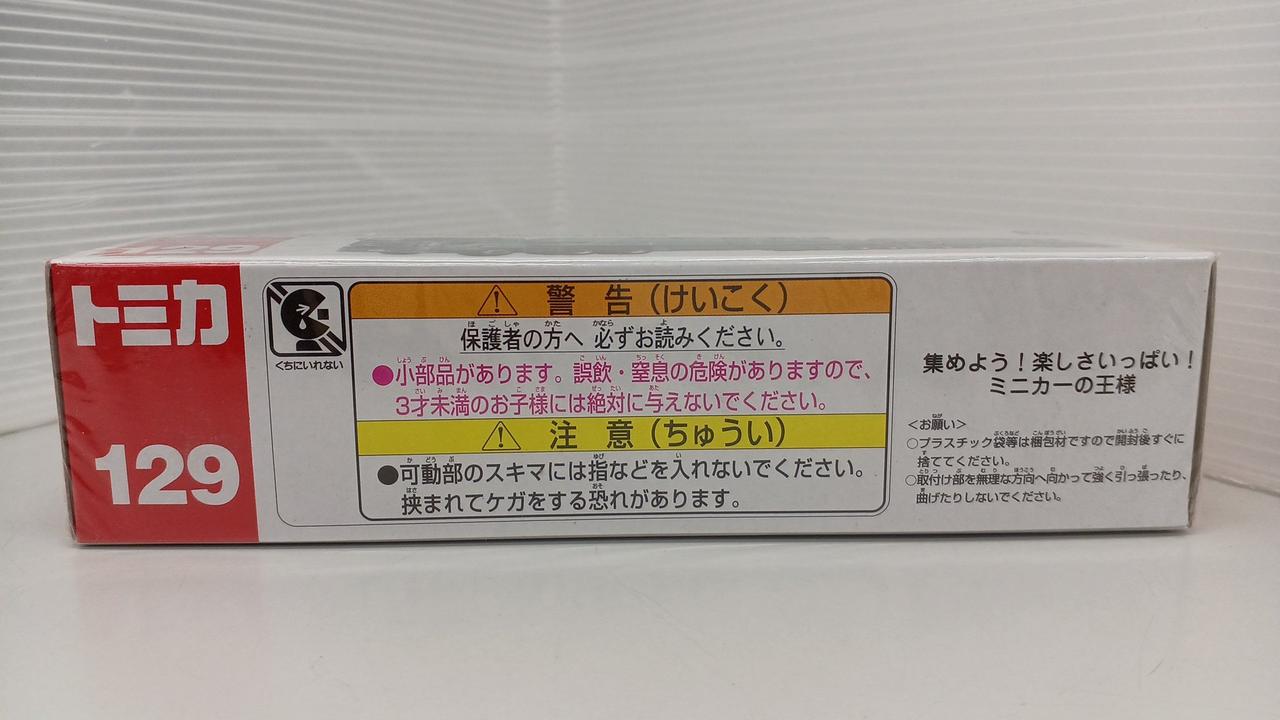 129
トミカ
129
くちにいれない
警告(けいこく)
保護者の方へ 必ずお読みください。
●小部品があります。誤飲・窒息の危険がありますので、
3才未満のお子様には絶対に与えないでください。
注意(ちゅうい)
●可動部のスキマには指などを入れないでください。
挟まれてケガをする恐れがあります。
集めよう!楽しさいっぱい!
ミニカーの王様
<お願い>
○プラスチック袋等は梱包材ですので開封後すぐに
捨ててください。
○取付け部を無理な方向へ向かって強く引っ張ったり、
曲げたりしないでください。